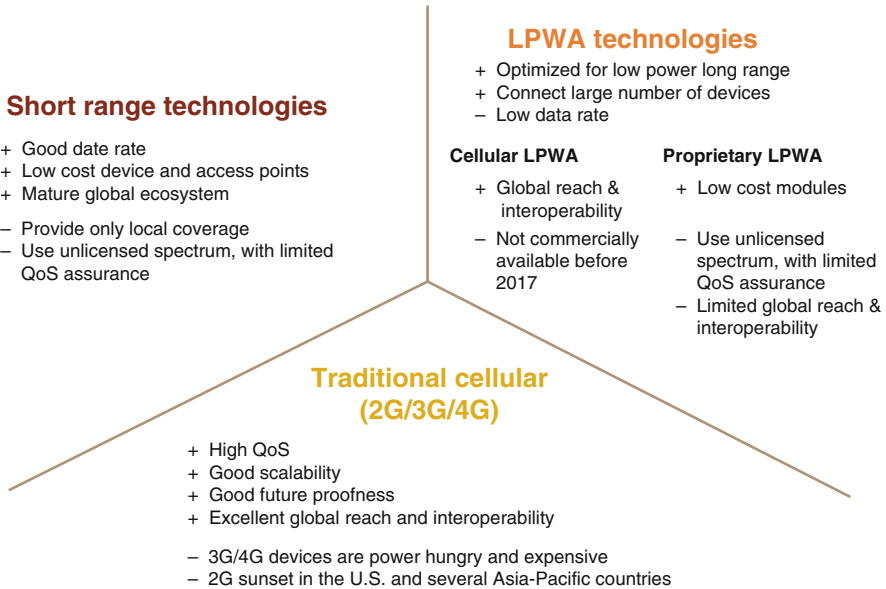 Short range technologies
+ Good date rate
+ Low cost device and access points
+ Mature global ecosystem
– Provide only local coverage
– Use unlicensed spectrum, with limited
QoS assurance
LPWA technologies
+ Optimized for low power long range
+ Connect large number of devices
– Low data rate
Cellular LPWA
+ Global reach &
interoperability
– Not commercially
available before
2017
Proprietary LPWA
+ Low cost modules
– Use unlicensed
spectrum, with limited
QoS assurance
– Limited global reach &
interoperability
Traditional cellular
(2G/3G/4G)
+ High QoS
+ Good scalability
+ Good future proofness
+ Excellent global reach and interoperability
– 3G/4G devices are power hungry and expensive
– 2G sunset in the U.S. and several Asia-Pacific countries